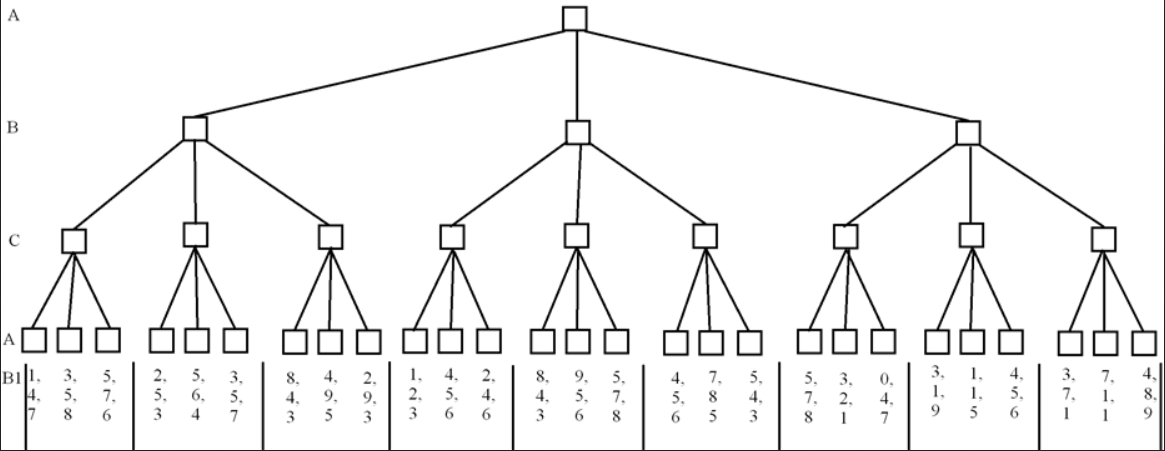 A
B
C
A
B1 1, 3, 5, 2, 5, 3, 8, 4, 2, 1, 4, 2, 8, 9, 5, 4, 7, 5, 5, 3, 0, 3, 1, 4, 3, 7, 4,
4, 5, 7, 5, 6, 5, 4, 9, 9, 2, 5, 4, 4, 5, 7, 5, 8 4, 7, 2, 4, 1, 1, 5, 7, 1, 8,
7 8 6 3 4 7 3 5 3 3 6 6 3 6 8 6 5 3 8 1 7 9 5 6 1 1 9